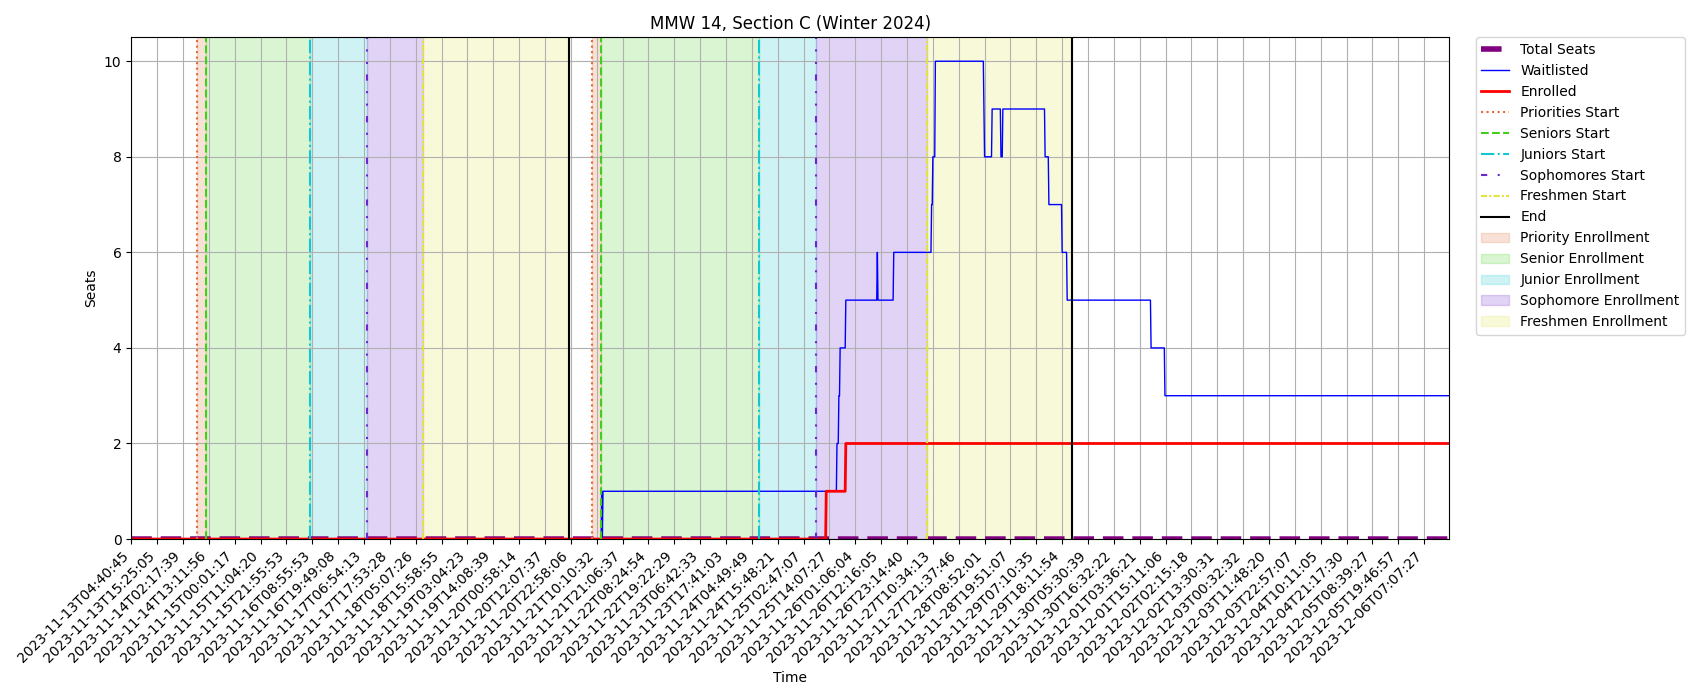 MMW 14, Section C (Winter 2024)
Seats
10
8
6
4
2
0
2023-11-13T04:40:45
2023-11-13T15:25:05
2023-11-14T02:17:39
2023-11-14T13:11:56
2023-11-15T00:01:17
2023-11-15T11:04:20
2023-11-15T21:55:53
2023-11-16T08:55:53
2023-11-16T19:49:08
2023-11-17T06:54:13
2023-11-17T17:53:28
2023-11-18T05:07:26
2023-11-18T15:58:55
2023-11-19T03:04:23
2023-11-19T14:08:39
2023-11-20T00:58:14
2023-11-20T12:07:37
2023-11-20T22:58:06
2023-11-21T10:10:32
2023-11-21T21:06:37
2023-11-22T08:24:54
2023-11-22T19:22:29
2023-11-23T06:42:33
2023-11-23T17:41:03
2023-11-24T04:49:49
2023-11-24T15:48:21
2023-11-25T02:47:07
2023-11-25T14:07:27
2023-11-26T01:06:04
2023-11-26T12:16:05
2023-11-26T23:14:40
2023-11-27T10:34:13
2023-11-27T21:37:46
2023-11-28T08:52:01
2023-11-28T19:51:07
2023-11-29T07:10:35
2023-11-29T18:11:54
2023-11-30T05:30:39
2023-11-30T16:32:22
2023-12-01T03:36:21
2023-12-01T15:11:06
2023-12-02T02:15:18
2023-12-02T13:30:31
2023-12-03T00:32:32
2023-12-03T11:48:20
2023-12-03T22:57:07
2023-12-04T10:11:05
2023-12-04T21:17:30
2023-12-05T08:39:27
2023-12-05T19:46:57
2023-12-06T07:07:27
Time
Total Seats
Waitlisted
Enrolled
Priorities Start
Seniors Start
Juniors Start
Sophomores Start
Freshmen Start
End
Priority Enrollment
Senior Enrollment
Junior Enrollment
Sophomore Enrollment
Freshmen Enrollment